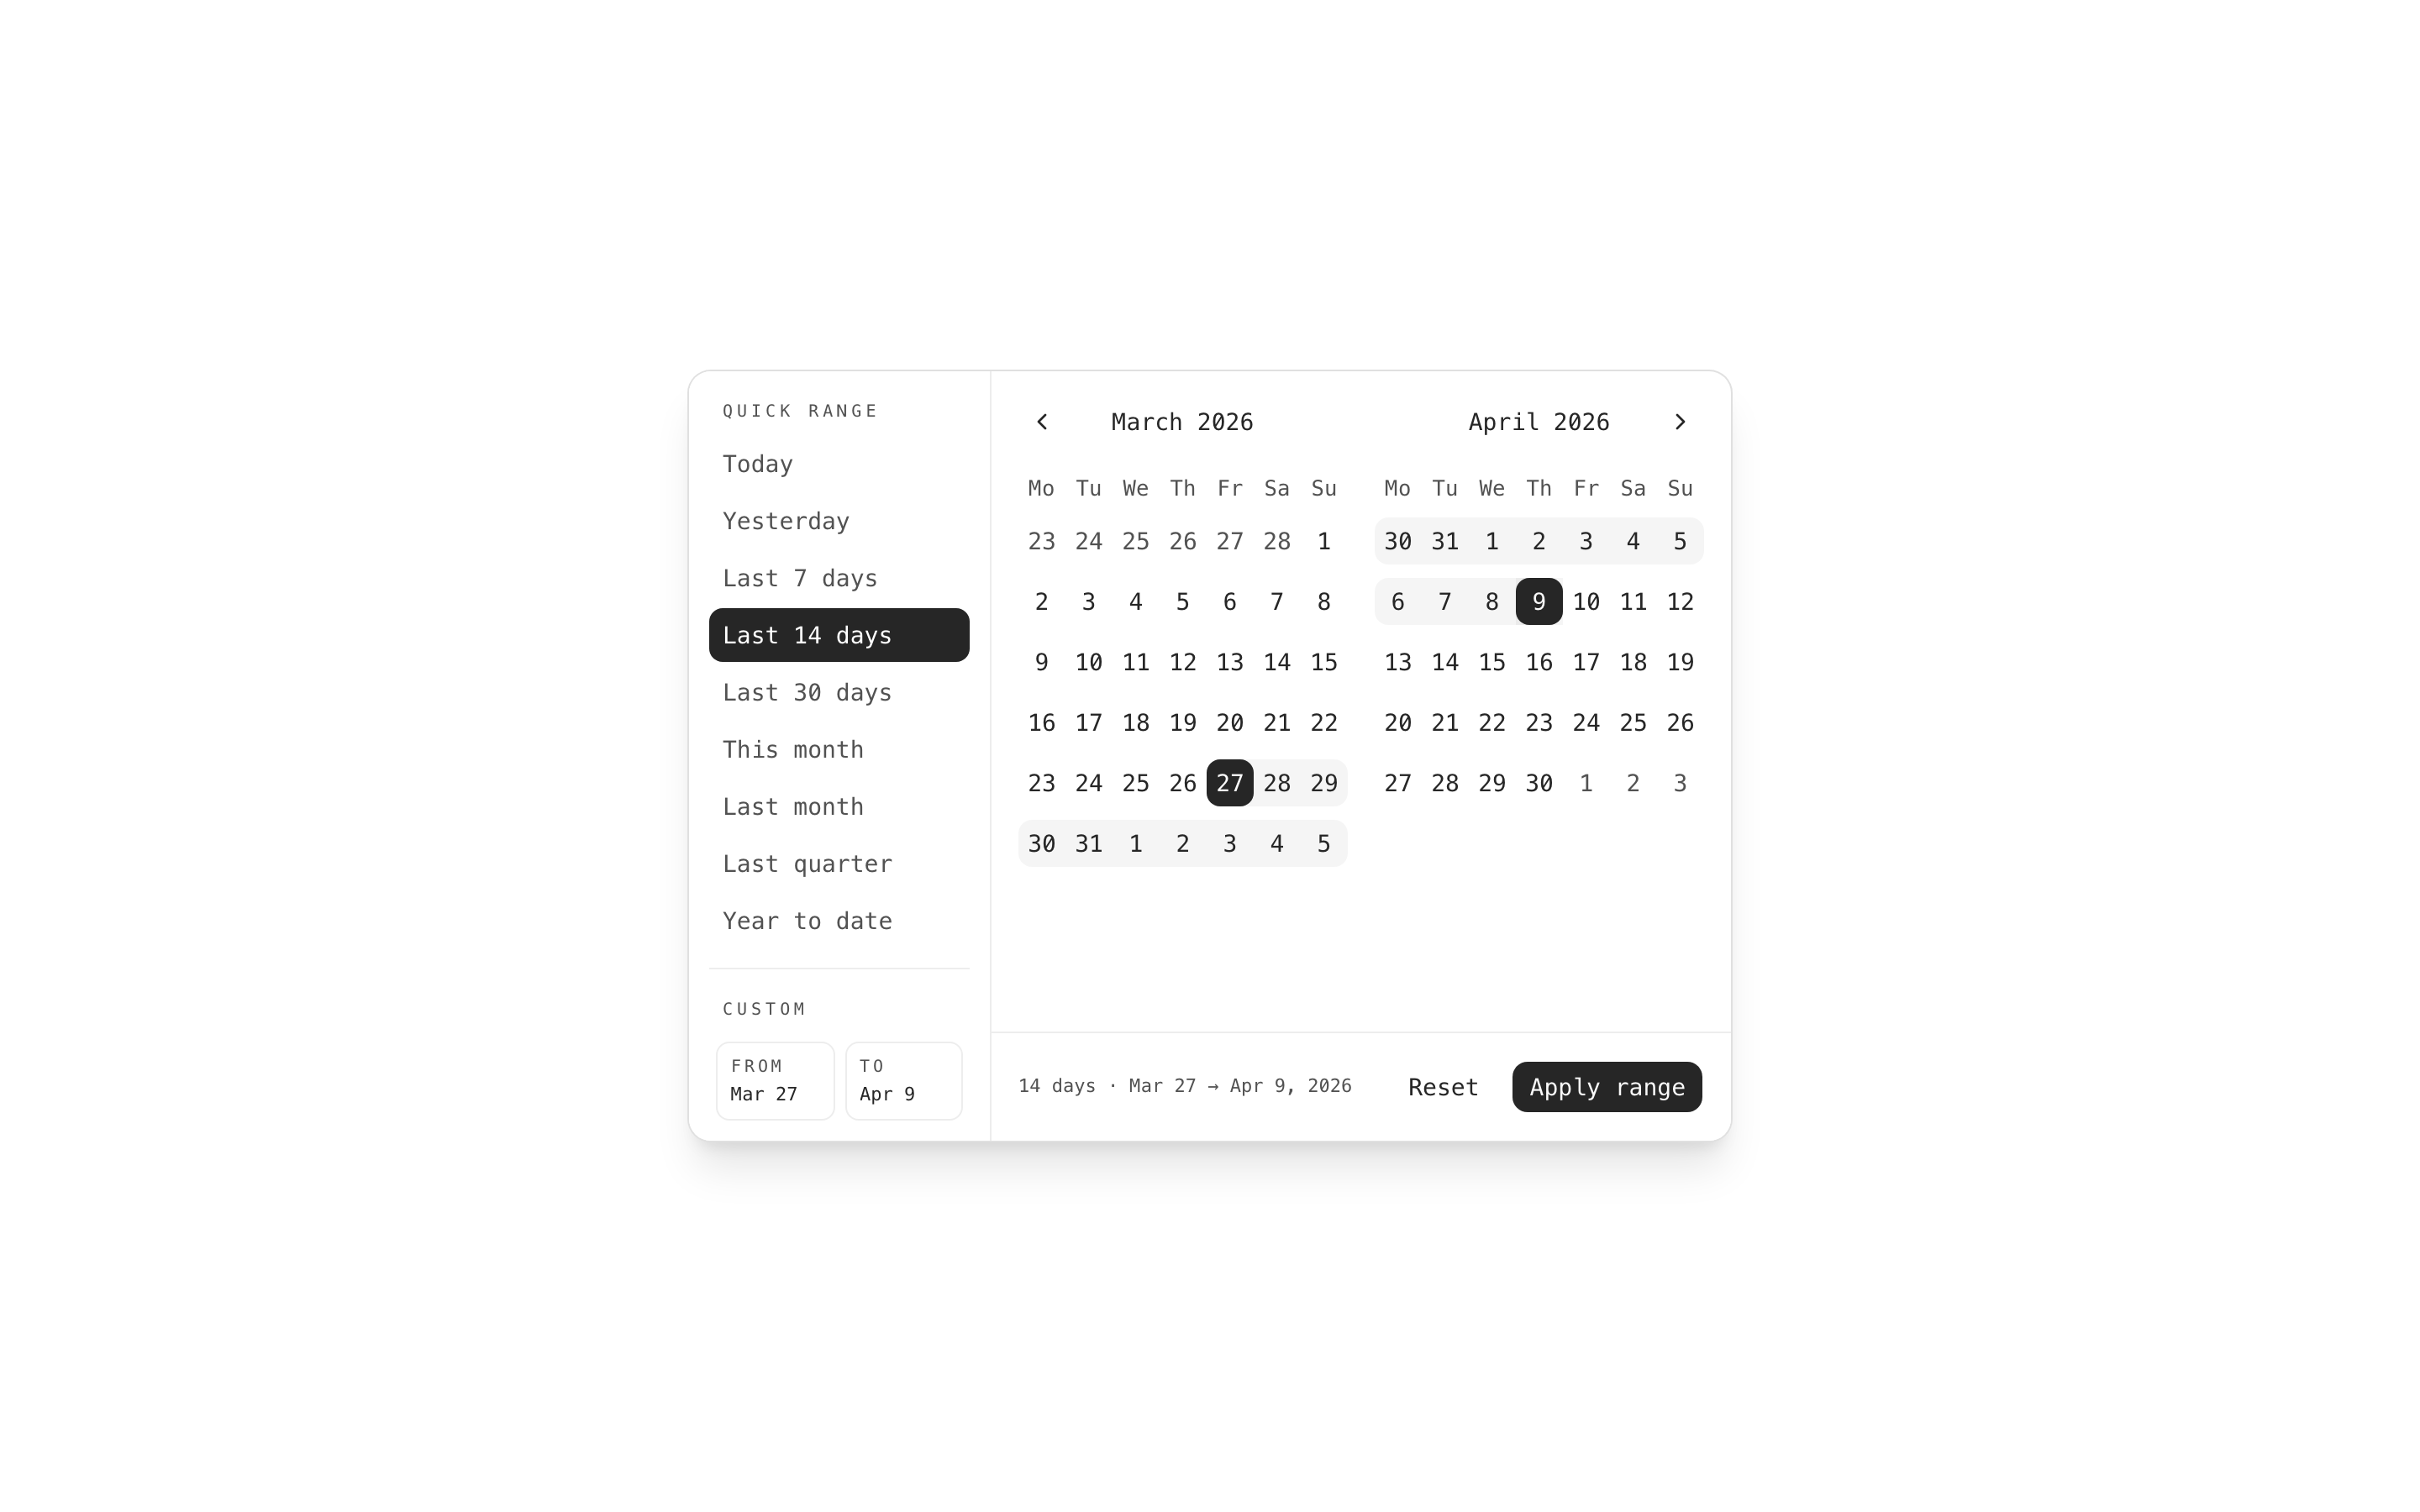 QUICK RANGE
Today
Yesterday
Last 7 days
Last 14 days
Last 30 days
This month
Last month
Last quarter
Year to date
CUSTOM
FROM
Mar 27
TO
Apr 9
March 2026
Mo Tu We Th Fr Sa Su
23 24 25 26 27 28 1
2 3 4 5 6 7 8
9 10 11 12 13 14 15
16 17 18 19 20 21 22
23 24 25 26 27 28 29
30 31 1 2 3 4 5
April 2026
Mo Tu We Th Fr Sa Su
30 31 1 2 3 4 5
6 7 8 9 10 11 12
13 14 15 16 17 18 19
20 21 22 23 24 25 26
27 28 29 30 1 2 3
14 days · Mar 27 → Apr 9, 2026
Reset
Apply range